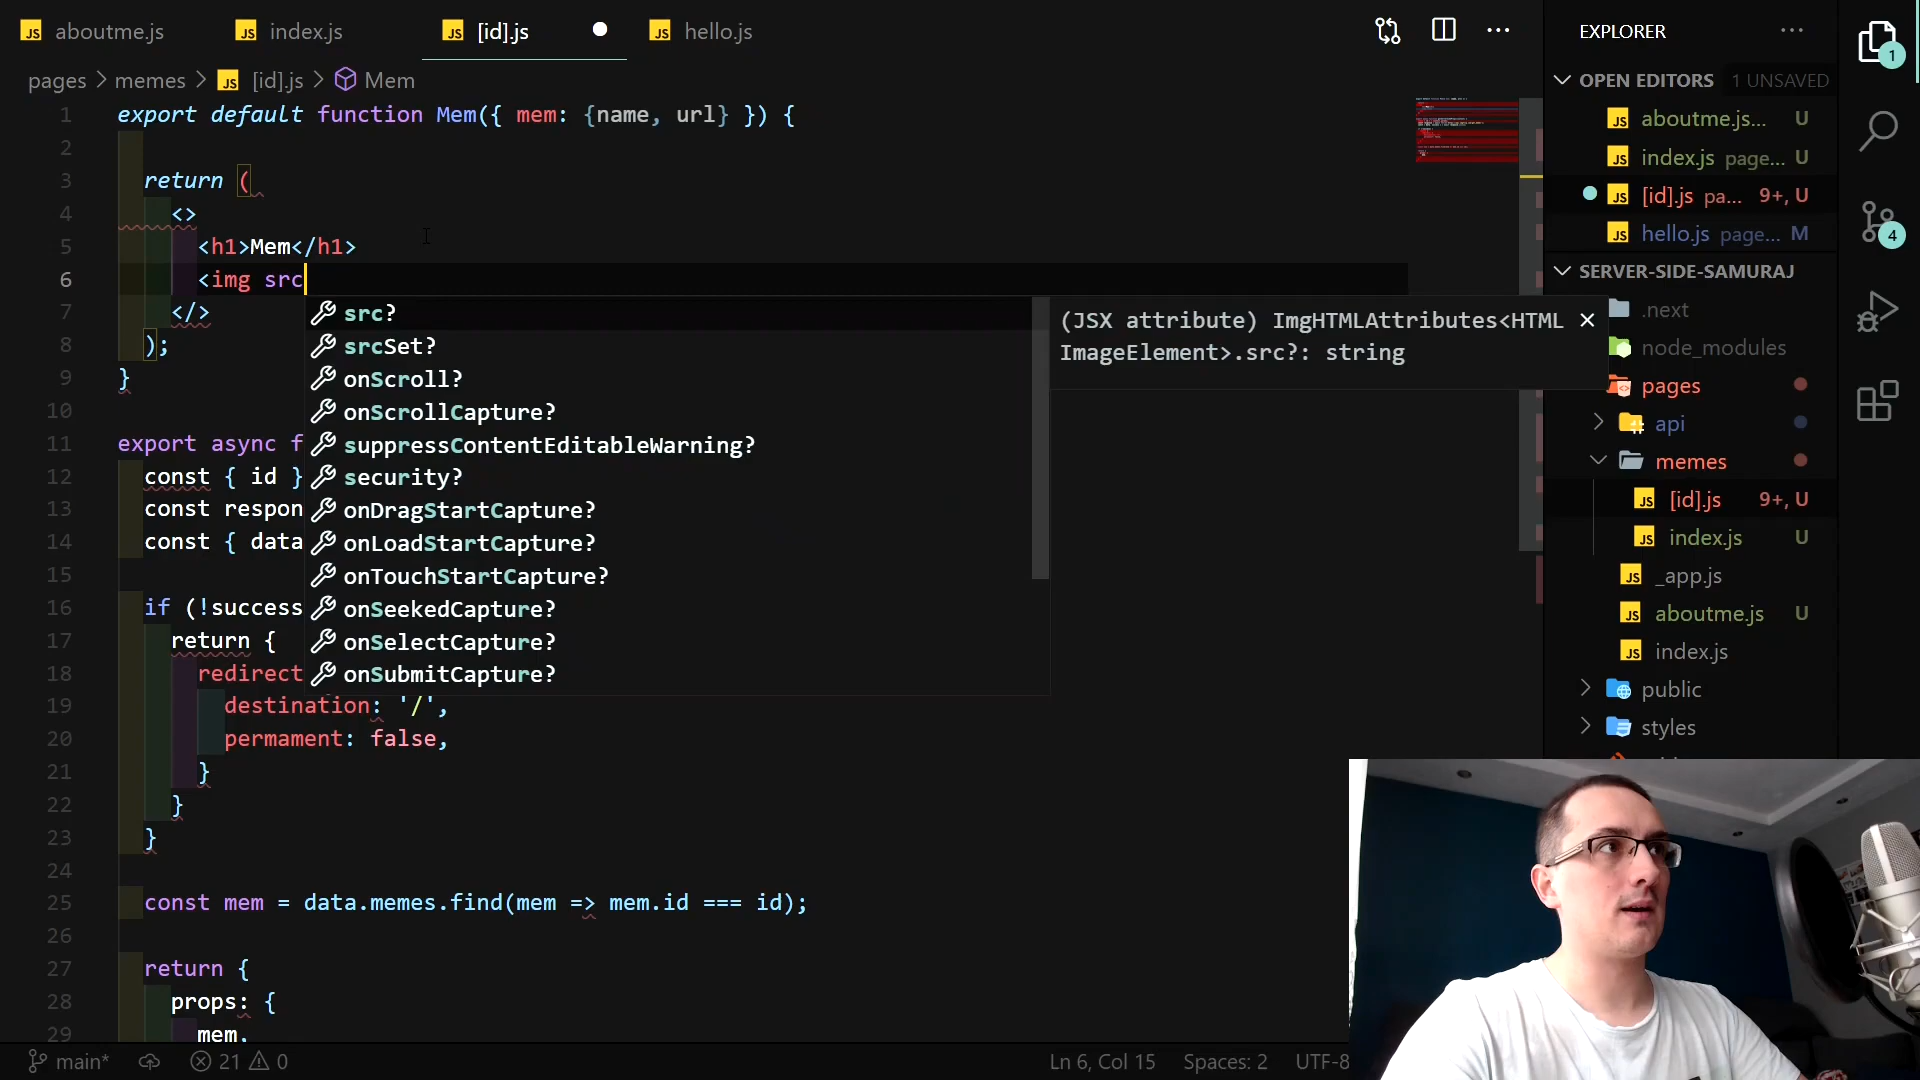 aboutme.js
index.js
[id].js
hello.js
pages > memes > [id].js > Mem
1 export default function Mem({ mem: {name, url} }) {
2
3 return (
4 <>
5 <h1>Mem</h1>
6 <img src
7 </>
8 );
9 }
10
11 export async f
12 const { id }
13 const respon
14 const { data
15
16 if (!success
17 return {
18 redirect
19 destination: '/',
20 permament: false,
21 }
22 }
23 }
24
25 const mem = data.memes.find(mem => mem.id === id);
26
27 return {
28 props: {
29 mem,
src?
srcSet?
onScroll?
onScrollCapture?
suppressContentEditableWarning?
security?
onDragStartCapture?
onLoadStartCapture?
onTouchStartCapture?
onSeekedCapture?
onSelectCapture?
onSubmitCapture?
(JSX attribute) ImgHTMLAttributes<HTML
ImageElement>.src?: string
EXPLORER
OPEN EDITORS 1 UNSAVED
aboutme.js... U
index.js page... U
[id].js pa... 9+, U
hello.js page... M
SERVER-SIDE-SAMURAJ
.next
node_modules
pages
api
memes
[id].js 9+, U
index.js U
_app.js
aboutme.js U
index.js
public
styles
1
4
main* 21 0
Ln 6, Col 15 Spaces: 2 UTF-8